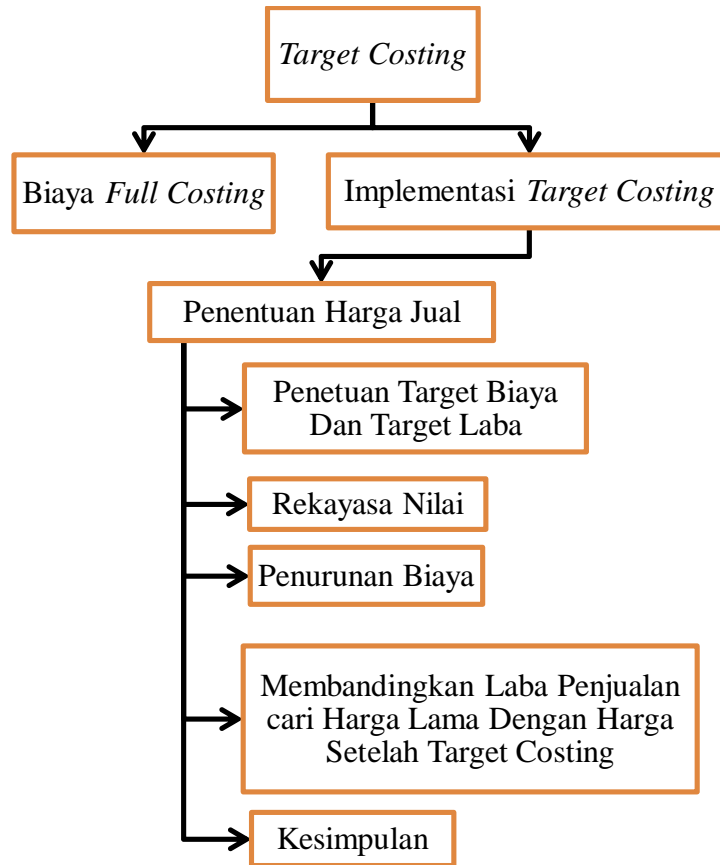 Target Costing
Biaya Full Costing
Implementasi Target Costing
Penentuan Harga Jual
Penetuan Target Biaya
Dan Target Laba
Rekayasa Nilai
Penurunan Biaya
Membandingkan Laba Penjualan
cari Harga Lama Dengan Harga
Setelah Target Costing
Kesimpulan